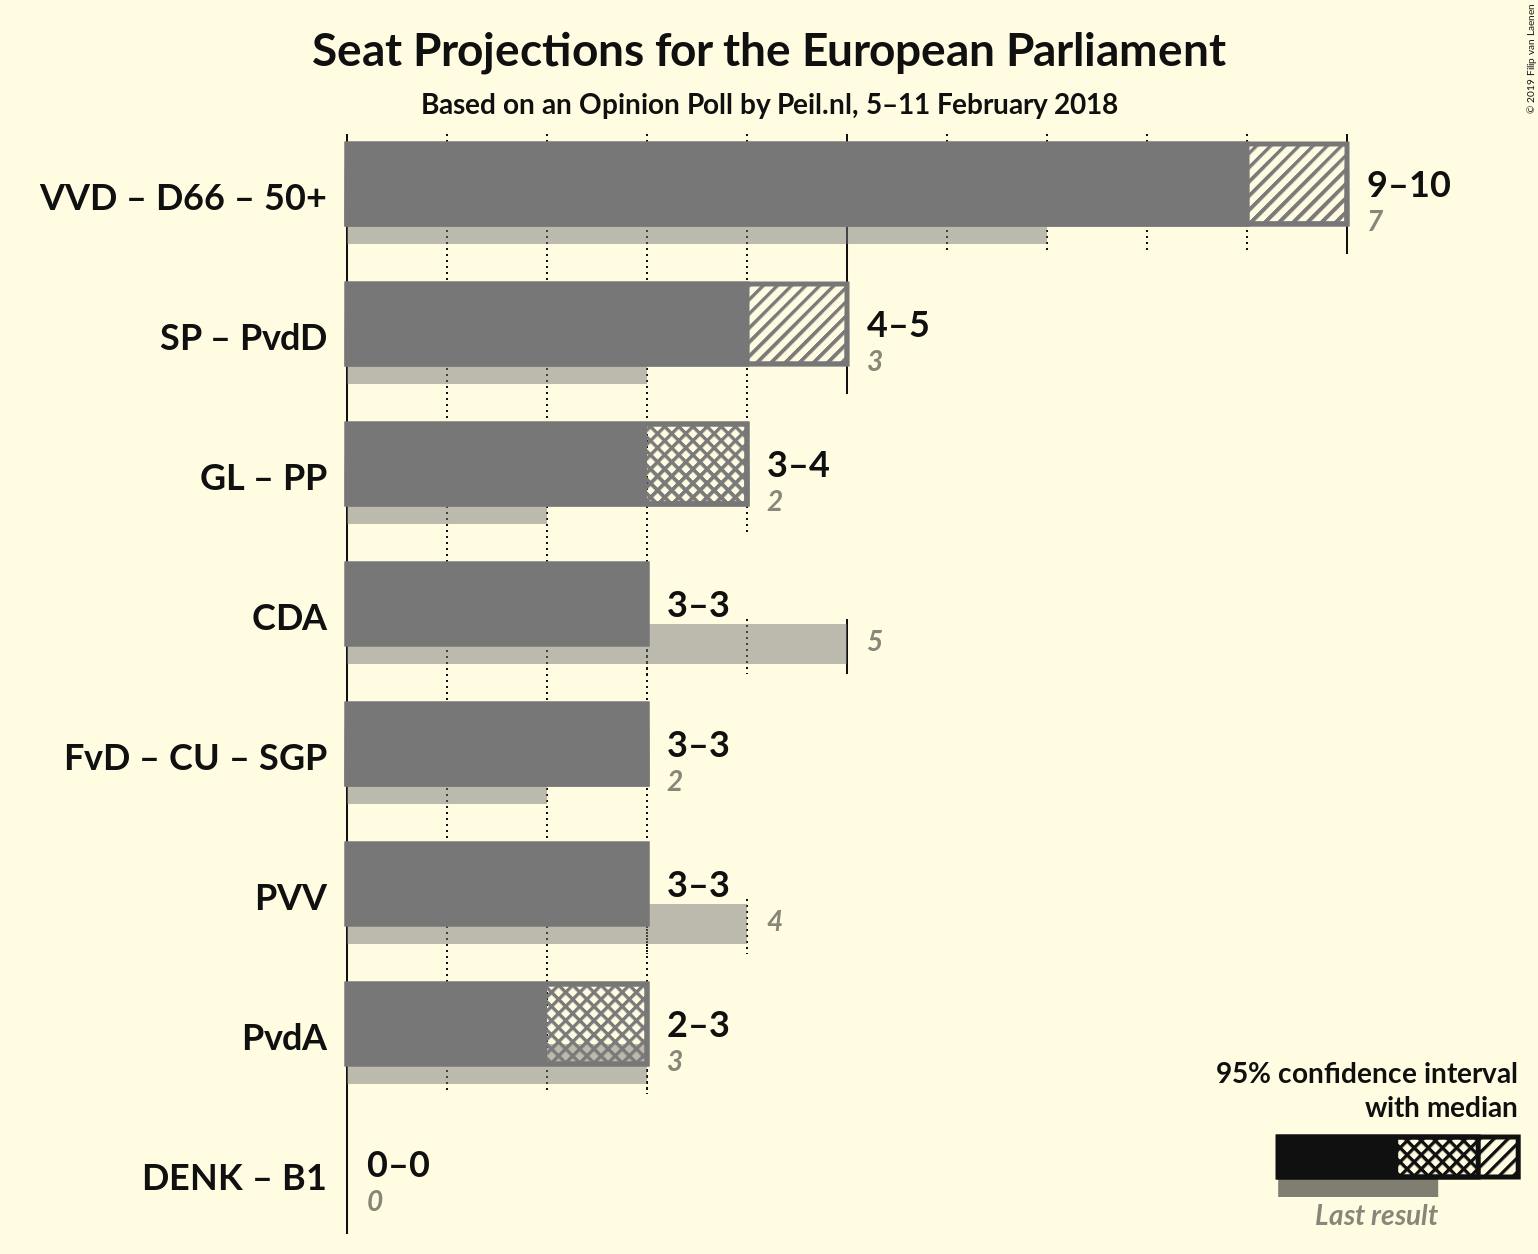 Seat Projections for the European Parliament
Based on an Opinion Poll by Peil.nl, 5–11 February 2018
© 2019 Filip van Laenen
VVD – D66 – 50+
9–10
7
SP – PvdD
4–5
3
GL – PP
3–4
2
CDA
3–3
5
FvD – CU – SGP
3–3
2
PVV
3–3
4
PvdA
2–3
3
DENK – B1
0–0
0
95% confidence interval
with median
Last result